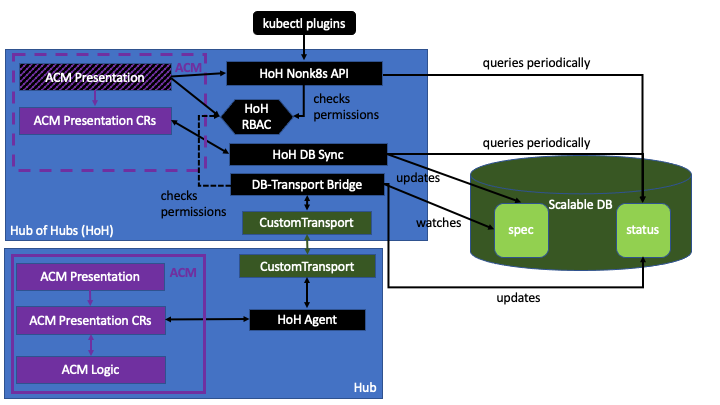 kubectl plugins
ACM
ACM Presentation
HoH Nonk8s API
queries periodically
checks
permissions
HoH
RBAC
ACM Presentation CRs
HoH DB Sync
queries periodically
updates
DB-Transport Bridge
checks
permissions
Scalable DB
CustomTransport
watches
spec
status
Hub of Hubs (HoH)
CustomTransport
ACM
ACM Presentation
updates
ACM Presentation CRs
HoH Agent
ACM Logic
Hub